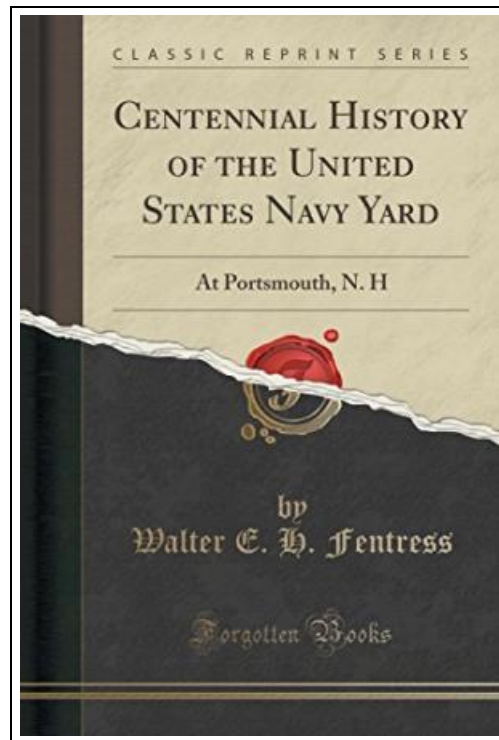 CLASSIC REPRINT SERIES
CENTENNIAL HISTORY
OF THE UNITED
STATES NAVY YARD
At Portsmouth, N. H
F
by
Walter E. H. Fentress
Forgotten Books